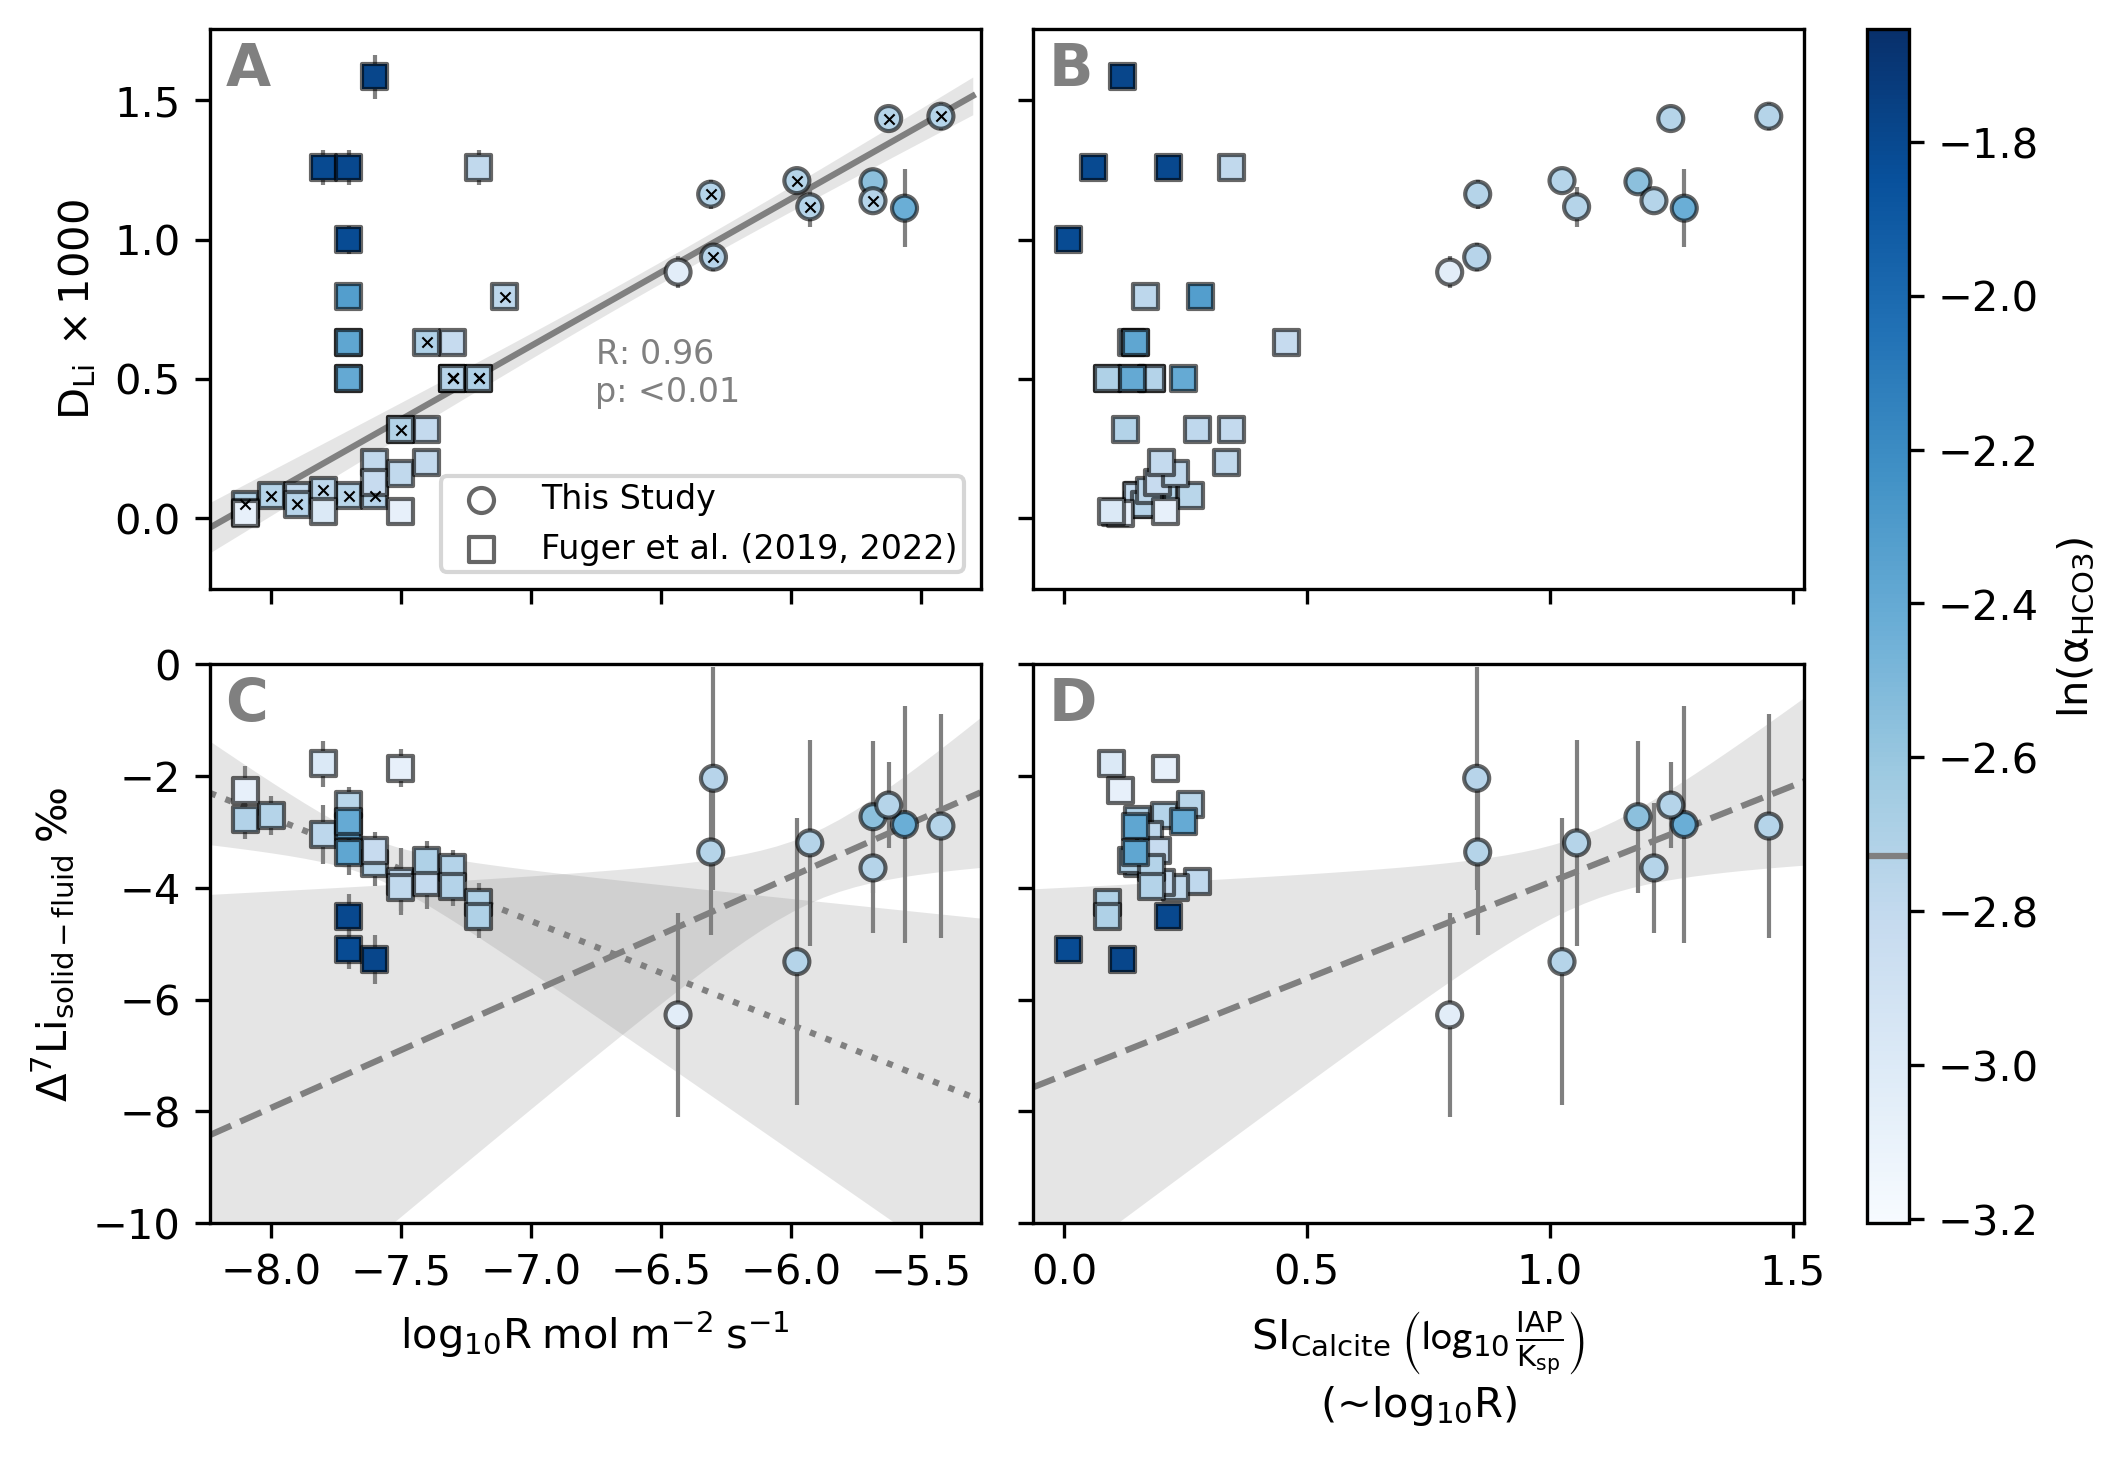 A
B
1.5
1.0
0.5
0.0
D_Li × 1000
R: 0.96
p: <0.01
This Study
Fuger et al. (2019, 2022)
C
D
0
−2
−4
−6
−8
−10
Δ⁷Li_solid−fluid ‰
−8.0 −7.5 −7.0 −6.5 −6.0 −5.5
log₁₀R mol m⁻² s⁻¹
0.0 0.5 1.0 1.5
SI_Calcite (log₁₀ IAP/K_sp)
(~log₁₀R)
−1.8
−2.0
−2.2
−2.4
−2.6
−2.8
−3.0
−3.2
ln(α_HCO3)